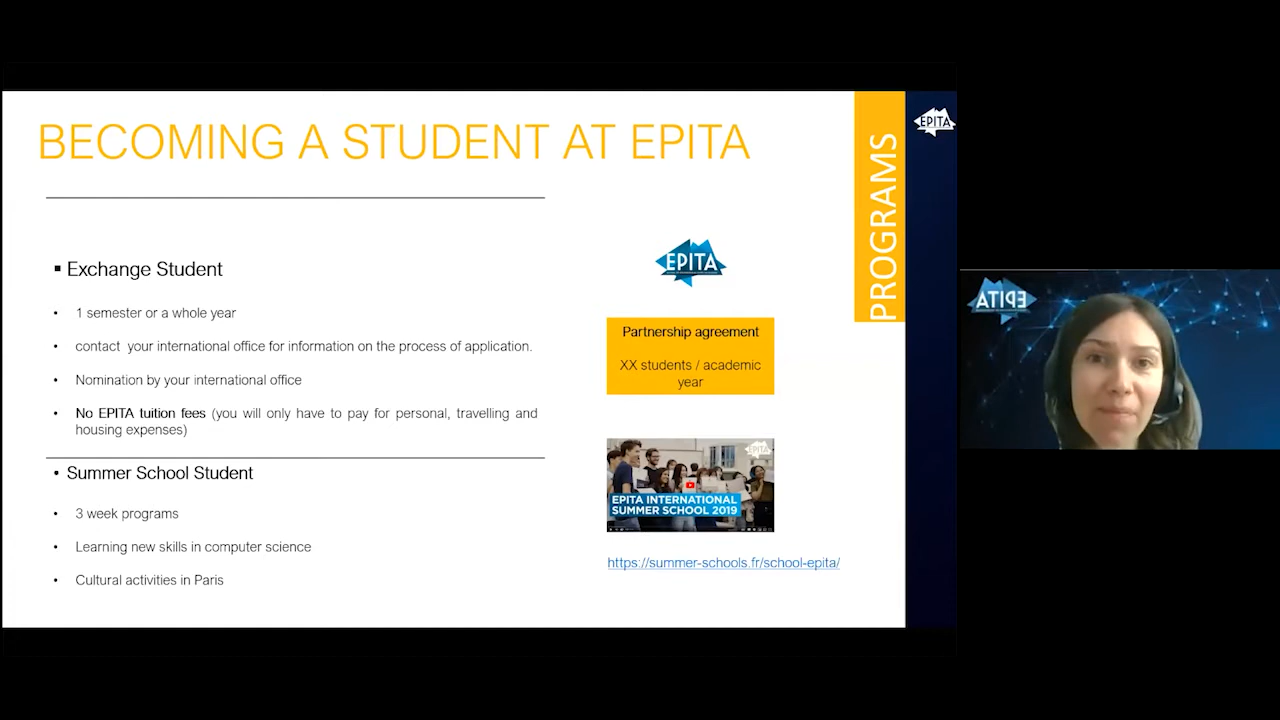 BECOMING A STUDENT AT EPITA
PROGRAMS
EPITA
▪ Exchange Student
• 1 semester or a whole year
• contact your international office for information on the process of application.
• Nomination by your international office
• No EPITA tuition fees (you will only have to pay for personal, travelling and
housing expenses)
EPITA
Partnership agreement
XX students / academic
year
• Summer School Student
• 3 week programs
• Learning new skills in computer science
• Cultural activities in Paris
EPITA
EPITA INTERNATIONAL
SUMMER SCHOOL 2019
https://summer-schools.fr/school-epita/
EPITA